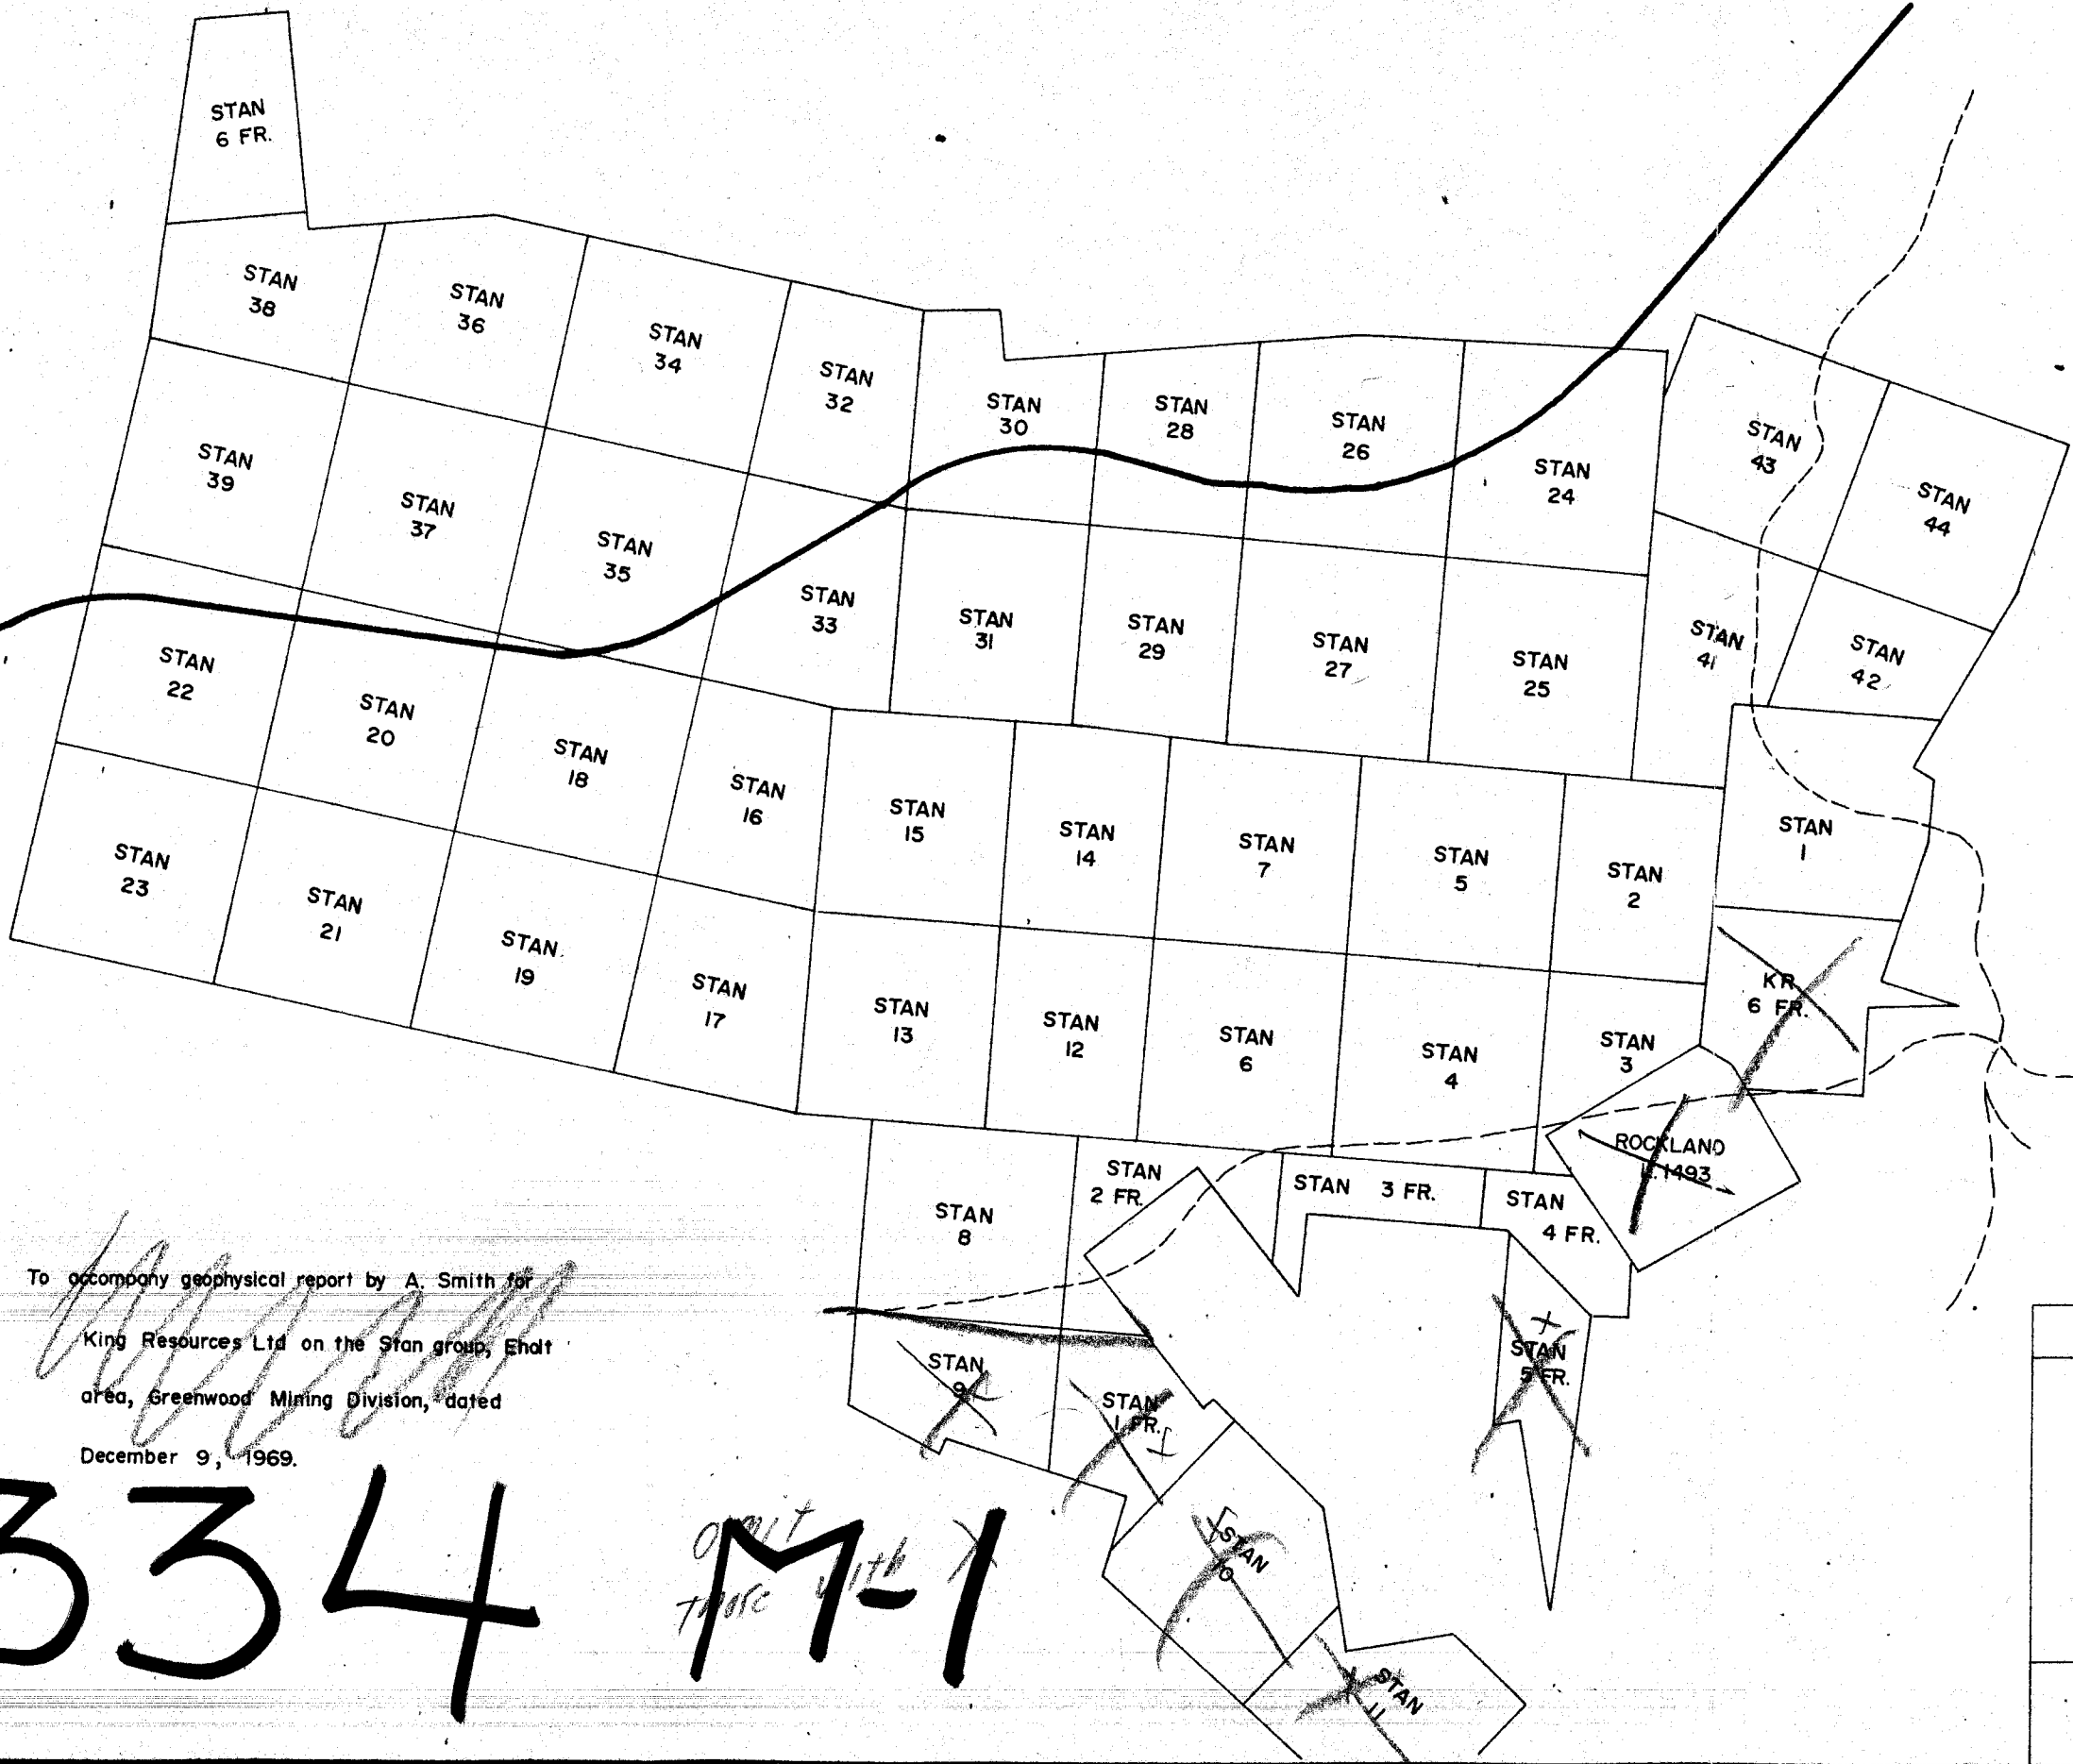 STAN
6 FR.
STAN
38
STAN
36
STAN
34
STAN
32
STAN
30
STAN
28
STAN
26
STAN
24
STAN
43
STAN
44
STAN
39
STAN
37
STAN
35
STAN
33
STAN
31
STAN
29
STAN
27
STAN
25
STAN
41
STAN
42
STAN
22
STAN
20
STAN
18
STAN
16
STAN
15
STAN
14
STAN
7
STAN
5
STAN
2
STAN
1
STAN
23
STAN
21
STAN
19
STAN
17
STAN
13
STAN
12
STAN
6
STAN
4
STAN
3
KR
6 FR.
ROCKLAND
L. 1493
STAN
8
STAN
2 FR.
STAN 3 FR.
STAN
4 FR.
STAN
9
STAN
1 FR.
STAN
5 FR.
STAN
10
STAN
11
To accompany geophysical report by A. Smith for
King Resources Ltd on the Stan group, Eholt
area, Greenwood Mining Division, dated
December 9, 1969.
334 M-1
omit
those with X